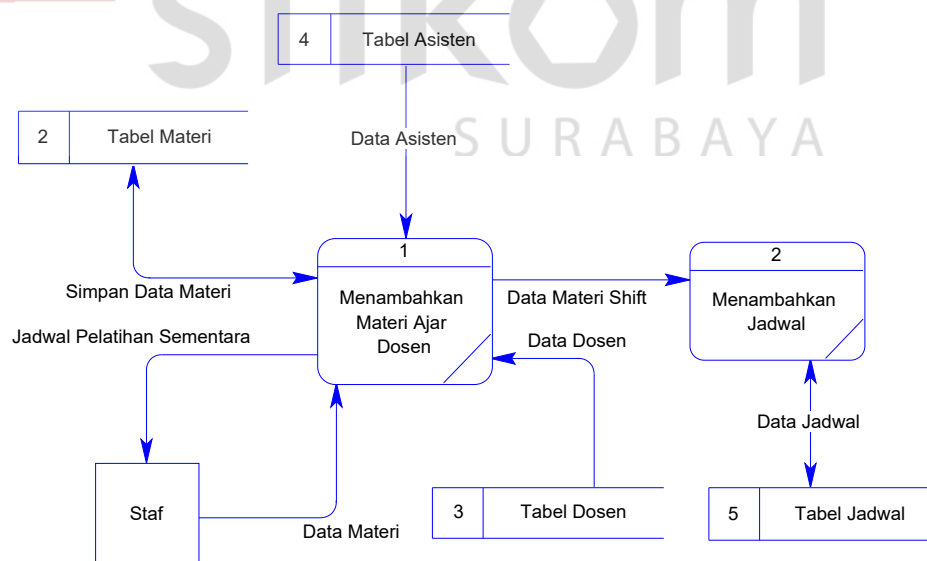 stikom
SURABAYA
4 Tabel Asisten
2 Tabel Materi
Data Asisten
1
Menambahkan
Materi Ajar
Dosen
2
Menambahkan
Jadwal
Simpan Data Materi
Data Materi Shift
Jadwal Pelatihan Sementara
Data Dosen
Data Jadwal
Staf
Data Materi
3 Tabel Dosen
5 Tabel Jadwal